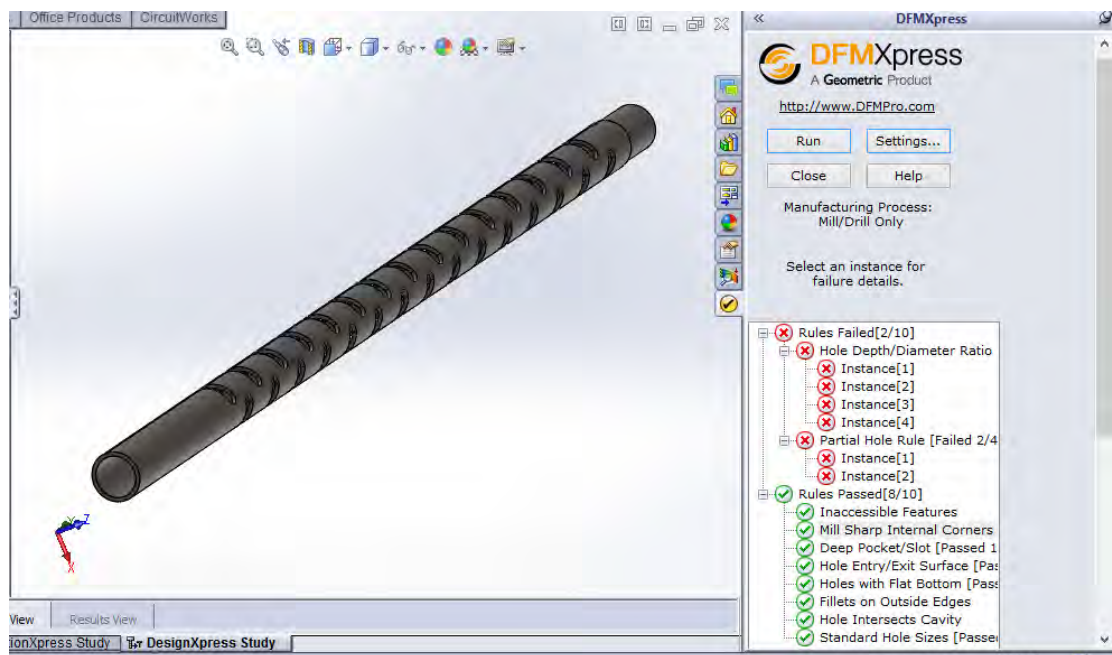 Office Products
CircuitWorks
DFMXpress
DFMXpress
A Geometric Product
http://www.DFMPro.com
Run
Settings...
Close
Help
Manufacturing Process:
Mill/Drill Only
Select an instance for
failure details.
Rules Failed[2/10]
Hole Depth/Diameter Ratio
Instance[1]
Instance[2]
Instance[3]
Instance[4]
Partial Hole Rule [Failed 2/4
Instance[1]
Instance[2]
Rules Passed[8/10]
Inaccessible Features
Mill Sharp Internal Corners
Deep Pocket/Slot [Passed 1
Hole Entry/Exit Surface [Pas
Holes with Flat Bottom [Pass
Fillets on Outside Edges
Hole Intersects Cavity
Standard Hole Sizes [Passed
Z
X
View
Results View
ionXpress Study
DesignXpress Study